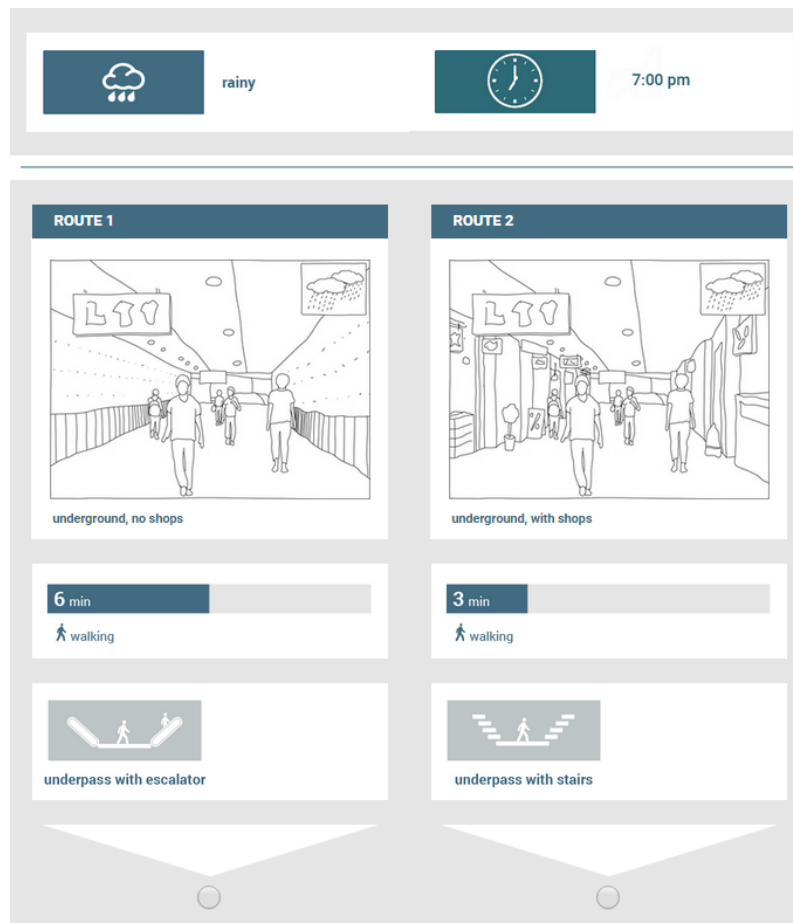 rainy
7:00 pm
ROUTE 1
ROUTE 2
underground, no shops
underground, with shops
6 min
3 min
walking
walking
underpass with escalator
underpass with stairs